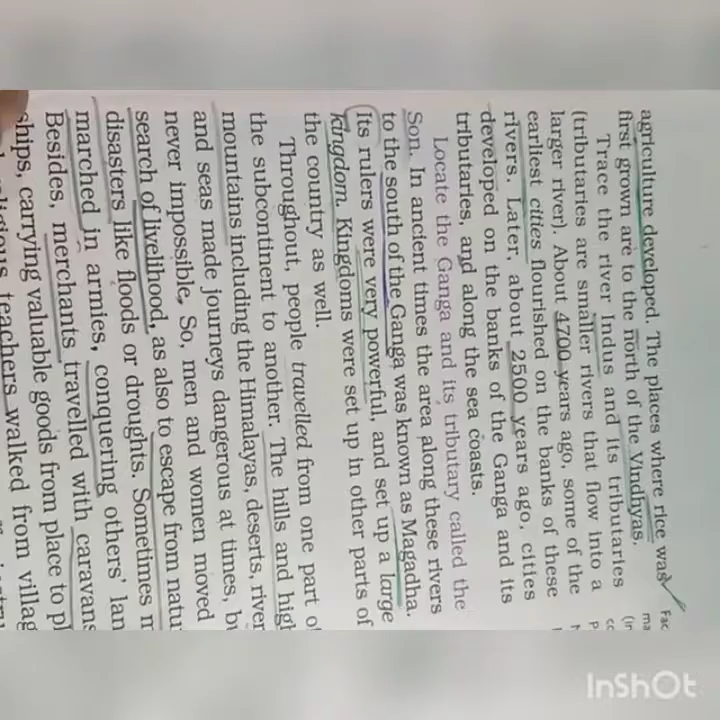 agriculture developed. The places where rice was
first grown are to the north of the Vindhyas.
Trace the river Indus and its tributaries
(tributaries are smaller rivers that flow into a
larger river). About 4700 years ago, some of the
earliest cities flourished on the banks of these
rivers. Later, about 2500 years ago, cities
developed on the banks of the Ganga and its
tributaries, and along the sea coasts.
Locate the Ganga and its tributary called the
Son. In ancient times the area along these rivers
to the south of the Ganga was known as Magadha.
Its rulers were very powerful, and set up a large
kingdom. Kingdoms were set up in other parts of
the country as well.
Throughout, people travelled from one part of
the subcontinent to another. The hills and high
mountains including the Himalayas, deserts, river
and seas made journeys dangerous at times, b
never impossible. So, men and women moved
search of livelihood, as also to escape from natu
disasters like floods or droughts. Sometimes m
marched in armies, conquering others' lan
Besides, merchants travelled with caravans
ships, carrying valuable goods from place to pl
teachers walked from villag
Fac
ma
(in
co
InShOt